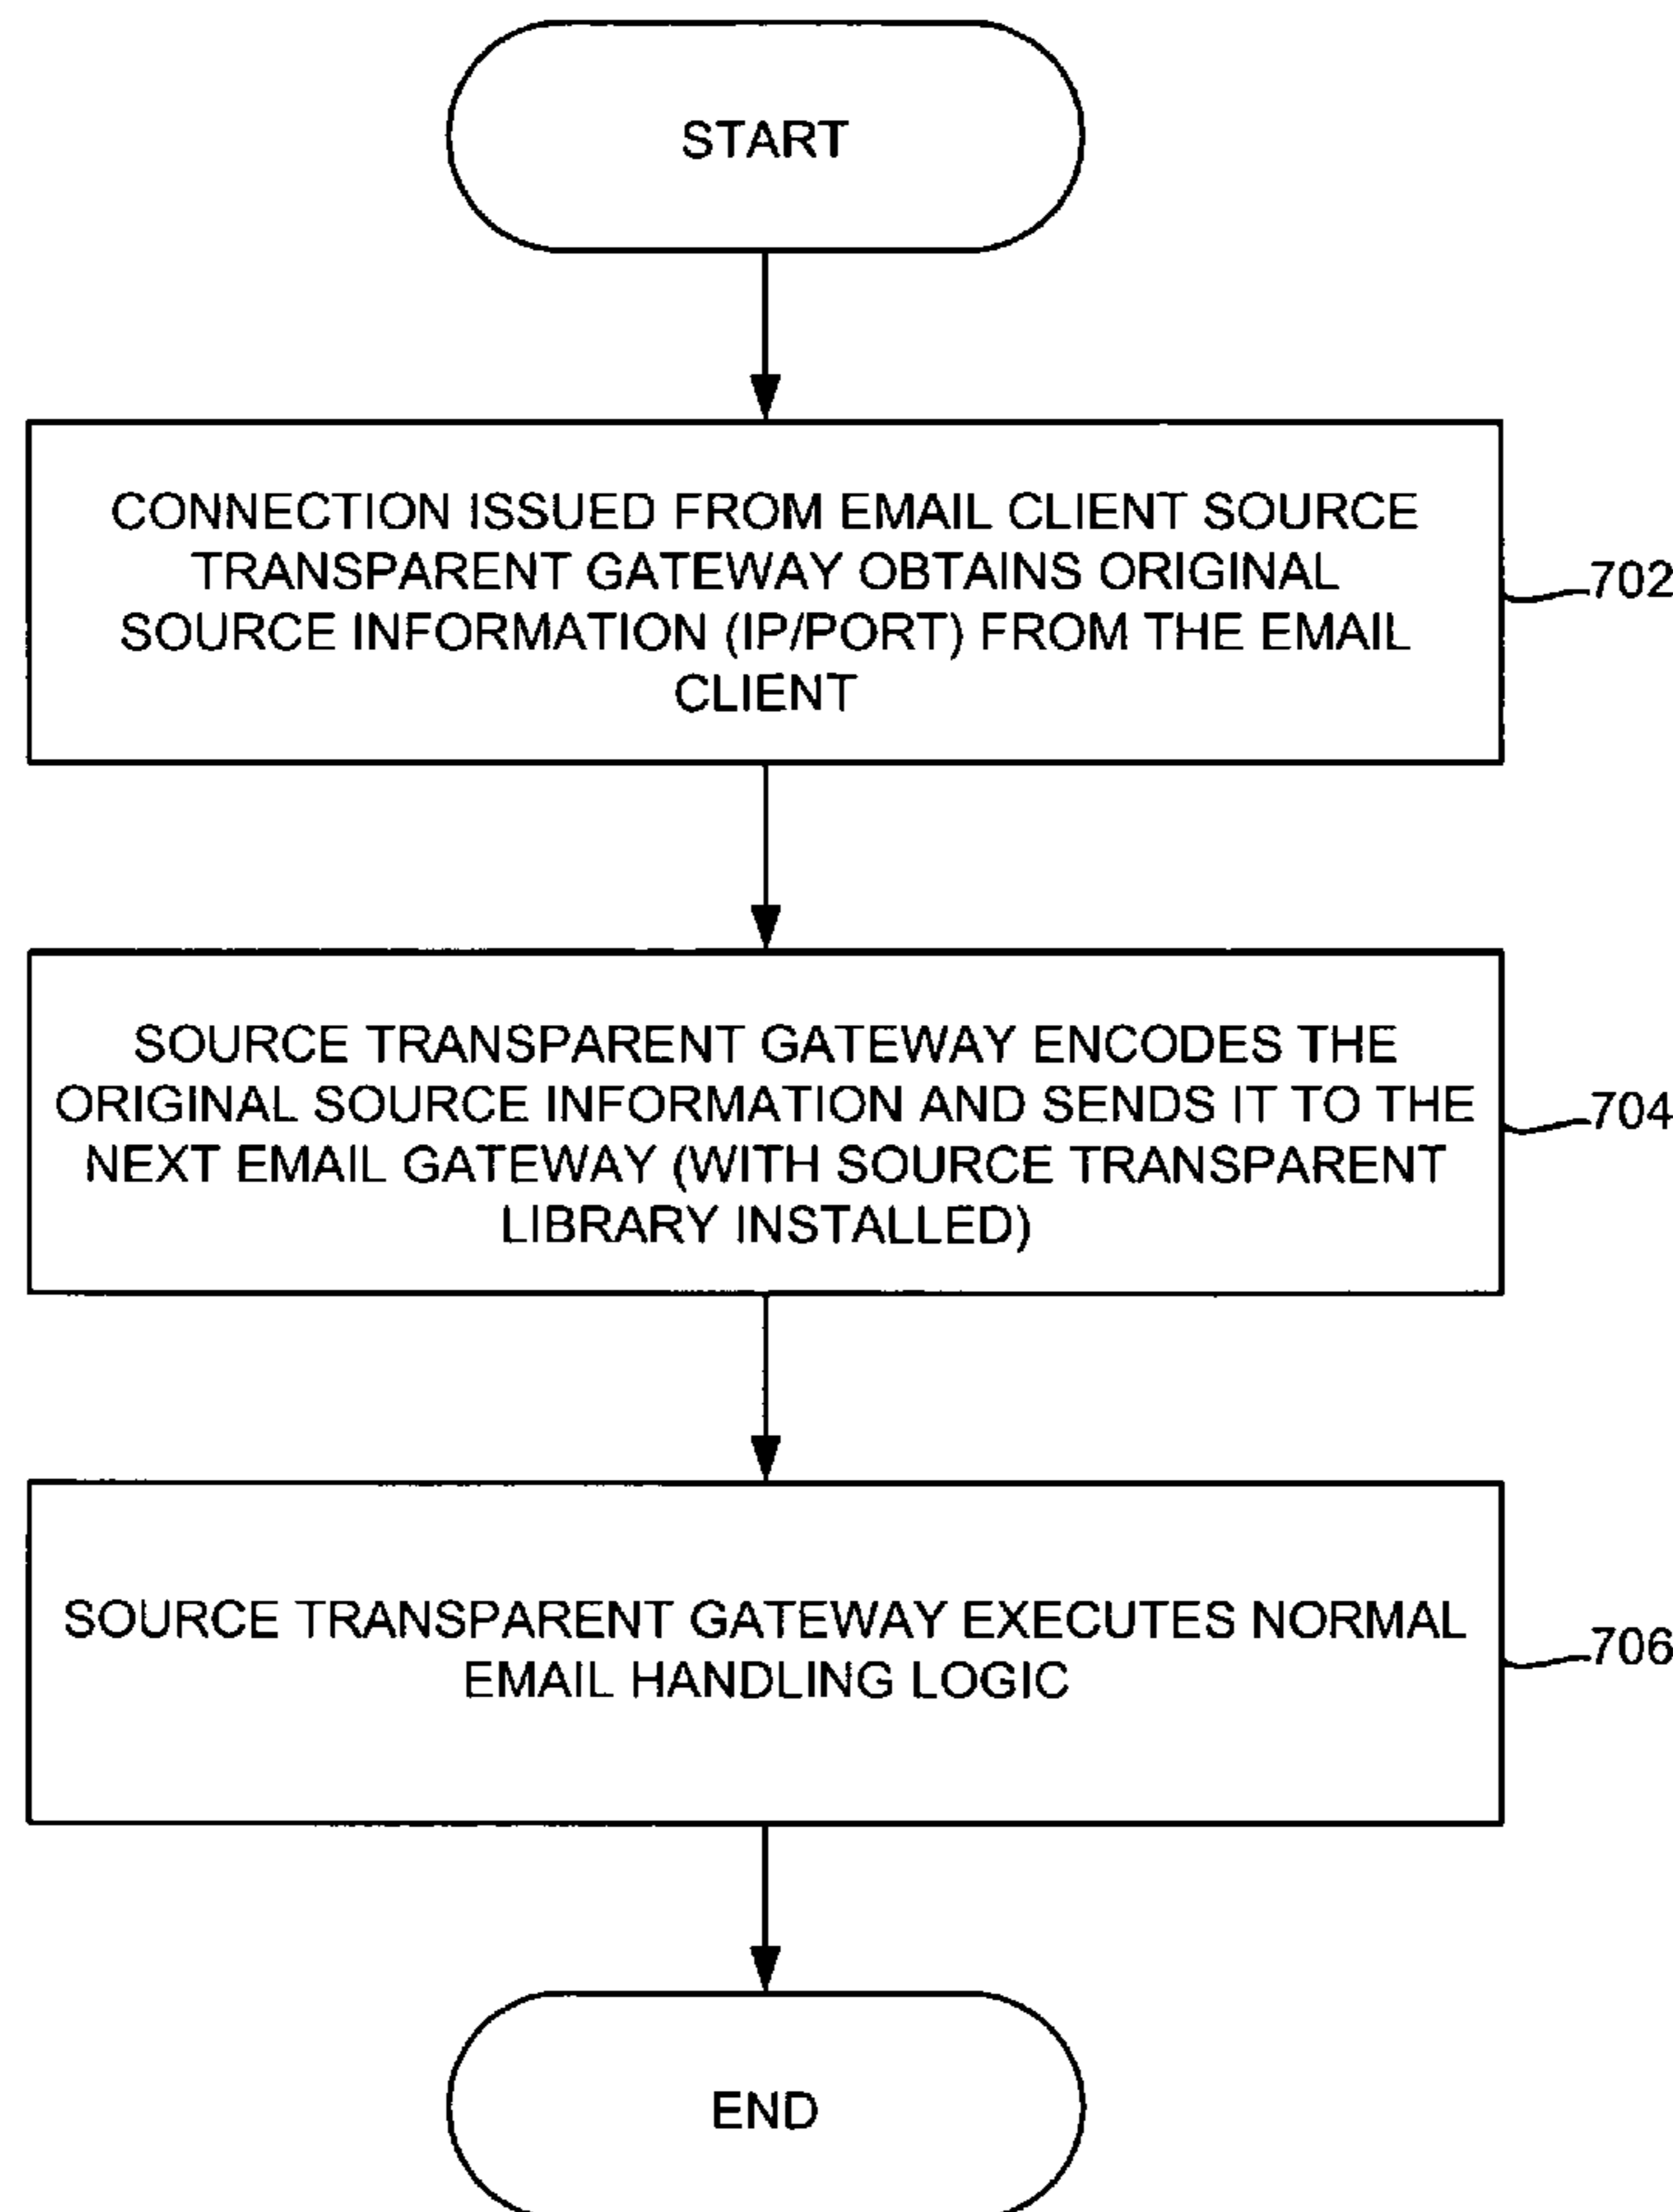 START
CONNECTION ISSUED FROM EMAIL CLIENT SOURCE
TRANSPARENT GATEWAY OBTAINS ORIGINAL
SOURCE INFORMATION (IP/PORT) FROM THE EMAIL
CLIENT
702
SOURCE TRANSPARENT GATEWAY ENCODES THE
ORIGINAL SOURCE INFORMATION AND SENDS IT TO THE
NEXT EMAIL GATEWAY (WITH SOURCE TRANSPARENT
LIBRARY INSTALLED)
704
SOURCE TRANSPARENT GATEWAY EXECUTES NORMAL
EMAIL HANDLING LOGIC
706
END